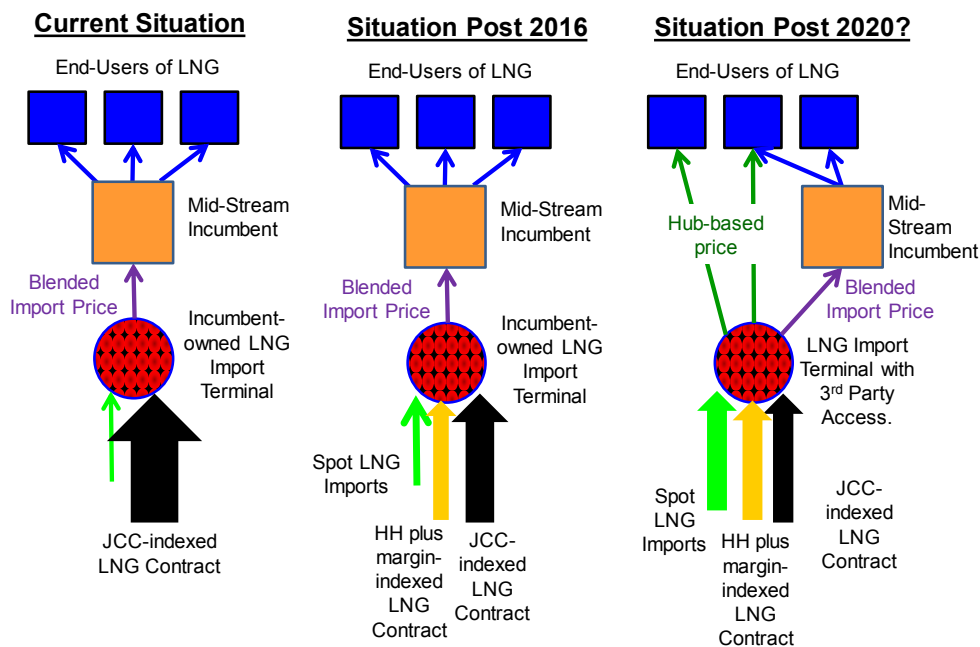 Current Situation
End-Users of LNG
Mid-Stream
Incumbent
Blended
Import Price
Incumbent-
owned LNG
Import
Terminal
JCC-indexed
LNG Contract
Situation Post 2016
End-Users of LNG
Mid-Stream
Incumbent
Blended
Import Price
Incumbent-
owned LNG
Import
Terminal
Spot LNG
Imports
HH plus
margin-
indexed
LNG
Contract
JCC-
indexed
LNG
Contract
Situation Post 2020?
End-Users of LNG
Hub-based
price
Mid-
Stream
Incumbent
Blended
Import Price
LNG Import
Terminal with
3rd Party
Access.
Spot
LNG
Imports
HH plus
margin-
indexed
LNG
Contract
JCC-
indexed
LNG
Contract